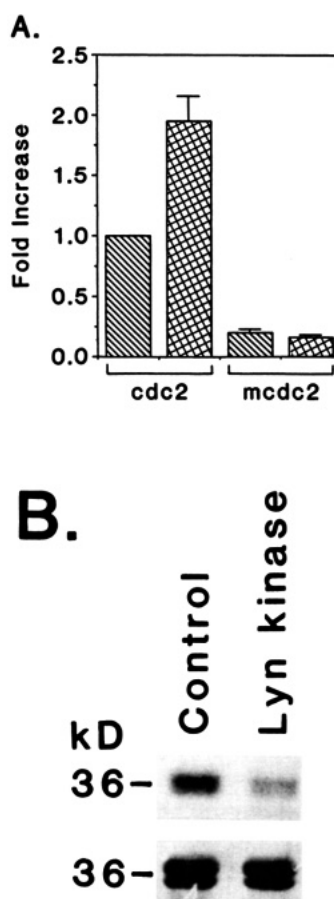 A.
Fold Increase
2.5
2.0
1.5
1.0
0.5
0.0
cdc2 mcdc2
B.
Control
Lyn kinase
kD
36-
36-